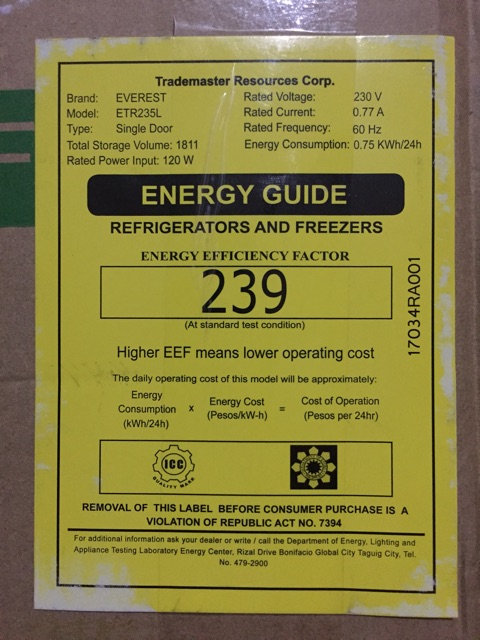 Trademaster Resources Corp.
Brand: EVEREST Rated Voltage: 230 V
Model: ETR235L Rated Current: 0.77 A
Type: Single Door Rated Frequency: 60 Hz
Total Storage Volume: 1811 Energy Consumption: 0.75 KWh/24h
Rated Power Input: 120 W
ENERGY GUIDE
REFRIGERATORS AND FREEZERS
ENERGY EFFICIENCY FACTOR
239
(At standard test condition)
17034RA001
Higher EEF means lower operating cost
The daily operating cost of this model will be approximately:
Energy
Consumption
(kWh/24h)
x
Energy Cost
(Pesos/kW-h)
=
Cost of Operation
(Pesos per 24hr)
ICC
QUALITY MARK
REMOVAL OF THIS LABEL BEFORE CONSUMER PURCHASE IS A
VIOLATION OF REPUBLIC ACT NO. 7394
For additional information ask your dealer or write / call the Department of Energy, Lighting and
Appliance Testing Laboratory Energy Center, Rizal Drive Bonifacio Global City Taguig City, Tel.
No. 479-2900